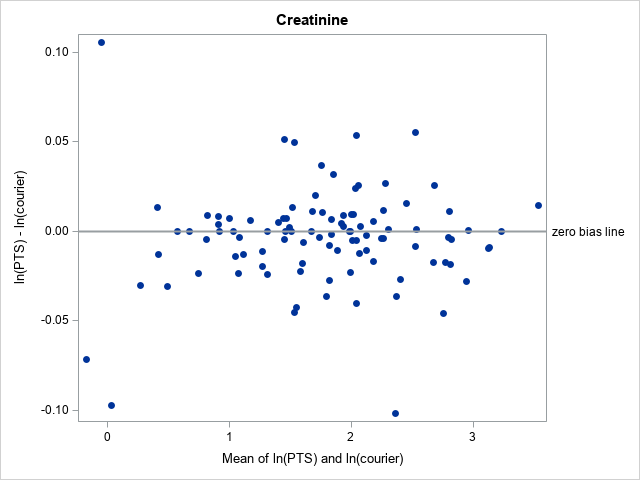 Creatinine
0.10
0.05
0.00
-0.05
-0.10
ln(PTS) - ln(courier)
zero bias line
0 1 2 3
Mean of ln(PTS) and ln(courier)